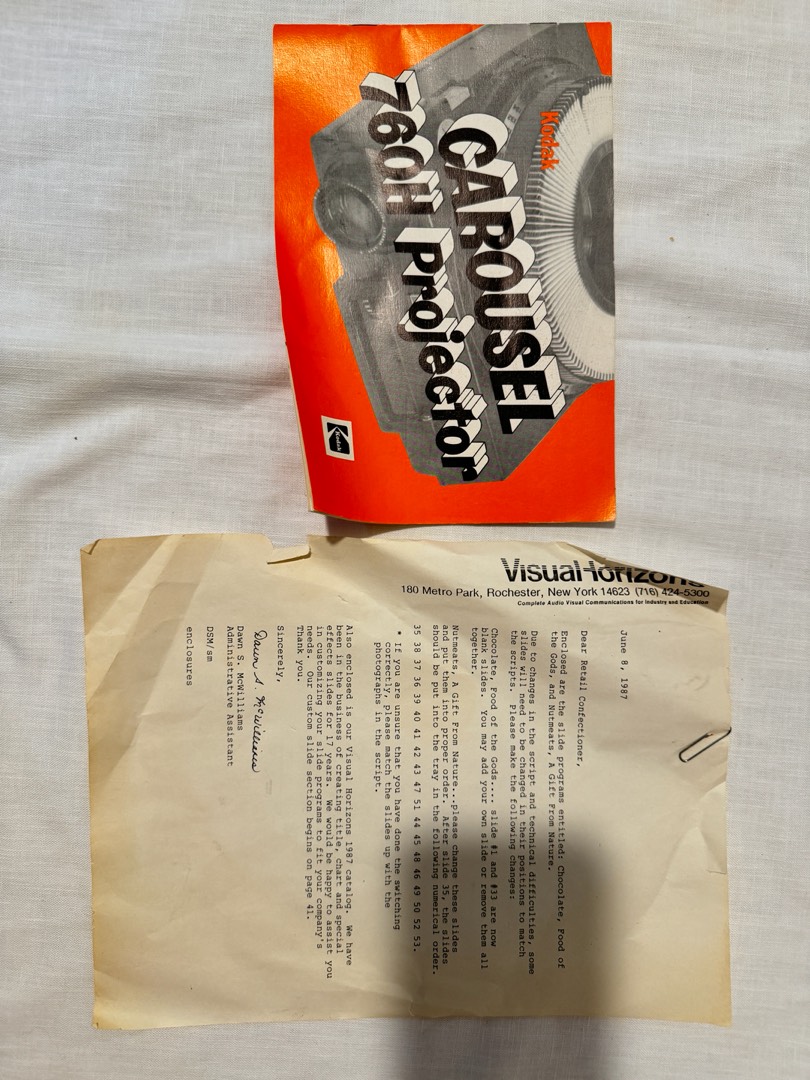 Kodak
CAROUSEL
760H Projector
Kodak
Visual Horizons
180 Metro Park, Rochester, New York 14623 (716) 424-5300
Complete Audio Visual Communications for Industry and Education
June 8, 1987
Dear Retail Confectioner,
Enclosed are the slide programs entitled: Chocolate, Food of
the Gods, and Nutmeats, A Gift From Nature.
Due to changes in the script and technical difficulties, some
slides will need to be changed in their positions to match
the scripts. Please make the following changes:
Chocolate, Food of the Gods.... slide #1 and #33 are now
blank slides. You may add your own slide or remove them all
together.
Nutmeats, A Gift From Nature...please change these slides
and put them into proper order. After slide 35, the slides
should be put into the tray in the following numerical order.
35 38 37 36 39 40 41 42 43 47 51 44 45 48 46 49 50 52 53.
* If you are unsure that you have done the switching
correctly, please match the slides up with the
photographs in the script.
Also enclosed is our Visual Horizons 1987 catalog. We have
been in the business of creating title, chart and special
effects slides for 17 years. We would be happy to assist you
in customizing your slide programs to fit your company's
needs. Our custom slide section begins on page 41.
Thank you.
Sincerely,
Dawn S. McWilliams
Dawn S. McWilliams
Administrative Assistant
DSM/sm
enclosures